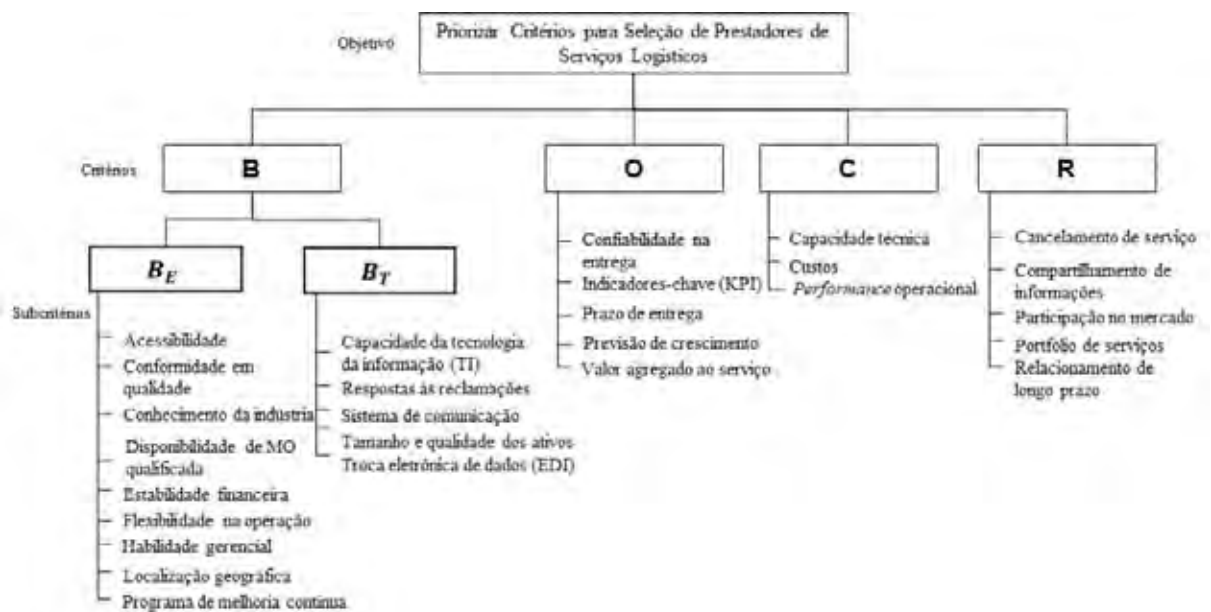 Objetivo
Priorizar Critérios para Seleção de Prestadores de
Serviços Logísticos
Critérios
B
O
C
R
B_E
B_T
Subcritérios
Acessibilidade
Conformidade em
qualidade
Conhecimento da industria
Disponibilidade de MO
qualificada
Estabilidade financeira
Flexibilidade na operação
Habilidade gerencial
Localização geográfica
Programa de melhoria continua
Capacidade da tecnologia
da informação (TI)
Respostas às reclamações
Sistema de comunicação
Tamanho e qualidade dos ativos
Troca eletrônica de dados (EDI)
Confiabilidade na
entrega
Indicadores-chave (KPI)
Prazo de entrega
Previsão de crescimento
Valor agregado ao serviço
Capacidade técnica
Custos
Performance operacional
Cancelamento de serviço
Compartilhamento de
informações
Participação no mercado
Portfolio de serviços
Relacionamento de
longo prazo